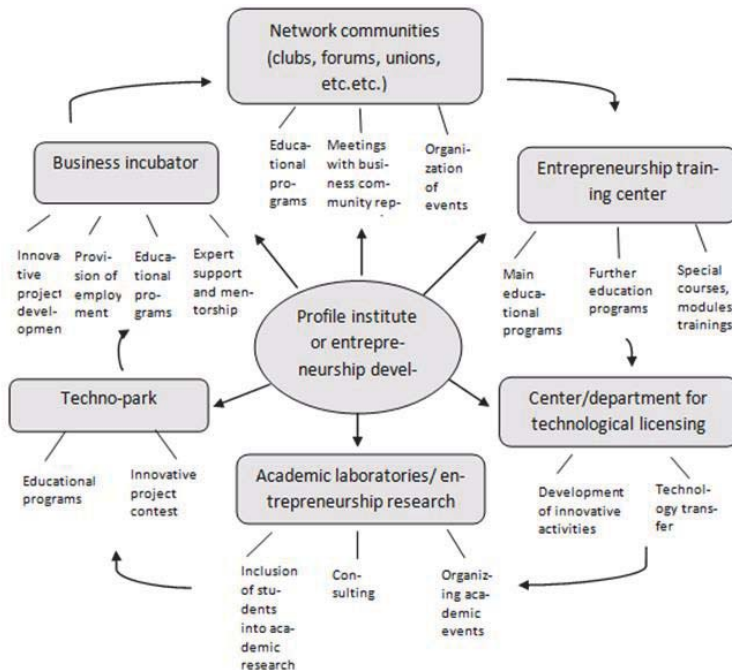 Network communities
(clubs, forums, unions,
etc.etc.)
Business incubator
Educa-
tional
pro-
grams
Meetings
with busi-
ness com-
munity rep-
Organi-
zation
of
events
Entrepreneurship train-
ing center
Innova-
tive
project
devel-
opmen
Provi-
sion of
employ
ment
Educa-
tional
pro-
grams
Expert
support
and men-
torship
Main
educa-
tional
programs
Further
education
programs
Special
courses,
modules
trainings
Profile institute
or entrepre-
neurship devel-
Techno-park
Center/department for
technological licensing
Educational
programs
Innovative
project
contest
Academic laboratories/ en-
trepreneurship research
Development
of innovative
activities
Technol-
ogy trans-
fer
Inclusion
of stu-
dents
into aca-
demic
research
Con-
sulting
Organiz-
ing aca-
demic
events